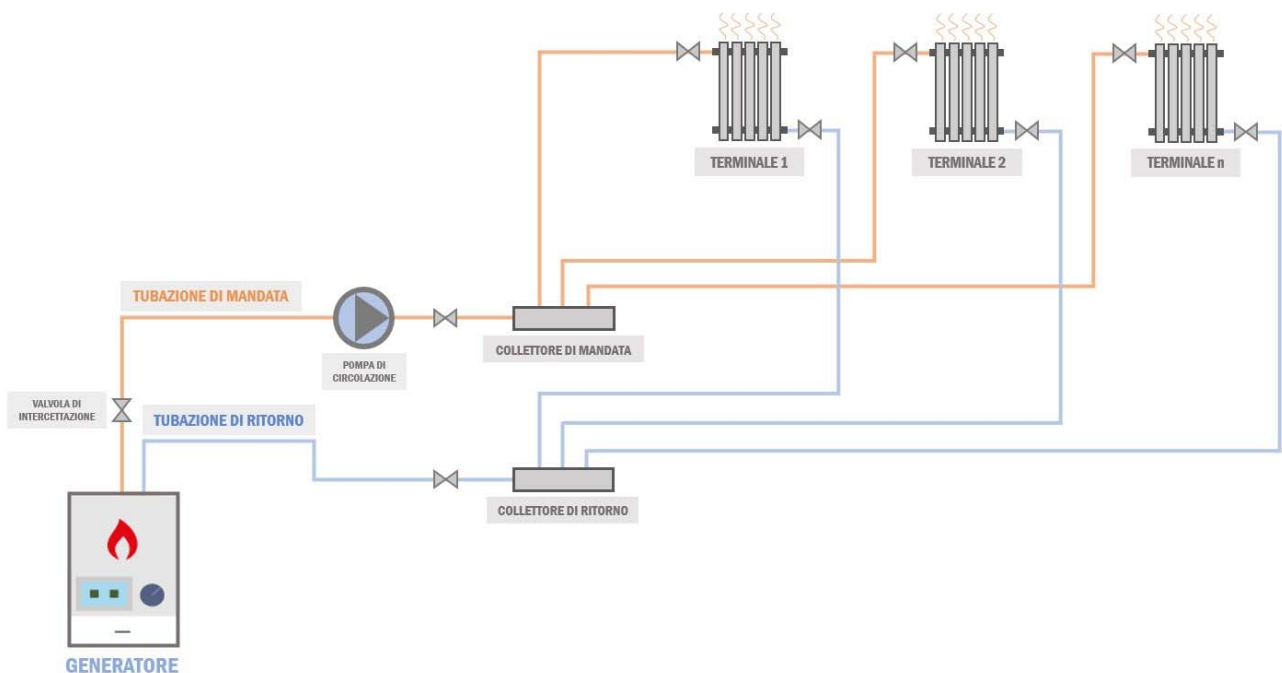 TERMINALE 1
TERMINALE 2
TERMINALE n
TUBAZIONE DI MANDATA
COLLETTORE DI MANDATA
POMPA DI
CIRCOLAZIONE
VALVOLA DI
INTERCETTAZIONE
TUBAZIONE DI RITORNO
COLLETTORE DI RITORNO
GENERATORE